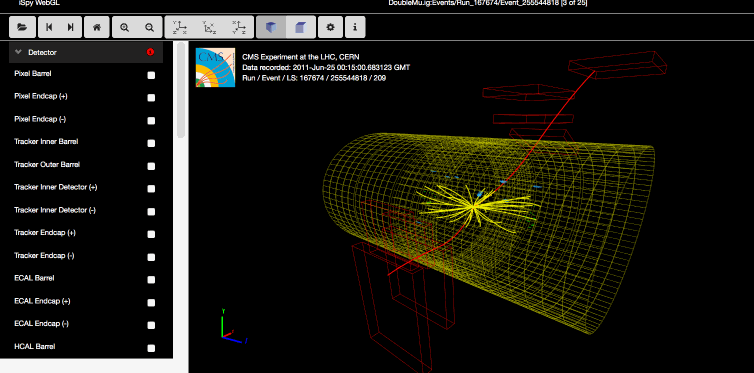 iSpy WebGL
DoubleMu.ig:Events/Run_167674/Event_255544818 [3 of 25]
Detector
Pixel Barrel
Pixel Endcap (+)
Pixel Endcap (-)
Tracker Inner Barrel
Tracker Outer Barrel
Tracker Inner Detector (+)
Tracker Inner Detector (-)
Tracker Endcap (+)
Tracker Endcap (-)
ECAL Barrel
ECAL Endcap (+)
ECAL Endcap (-)
HCAL Barrel
CMS
CMS Experiment at the LHC, CERN
Data recorded: 2011-Jun-25 00:15:00.683123 GMT
Run / Event / LS: 167674 / 255544818 / 209
Y